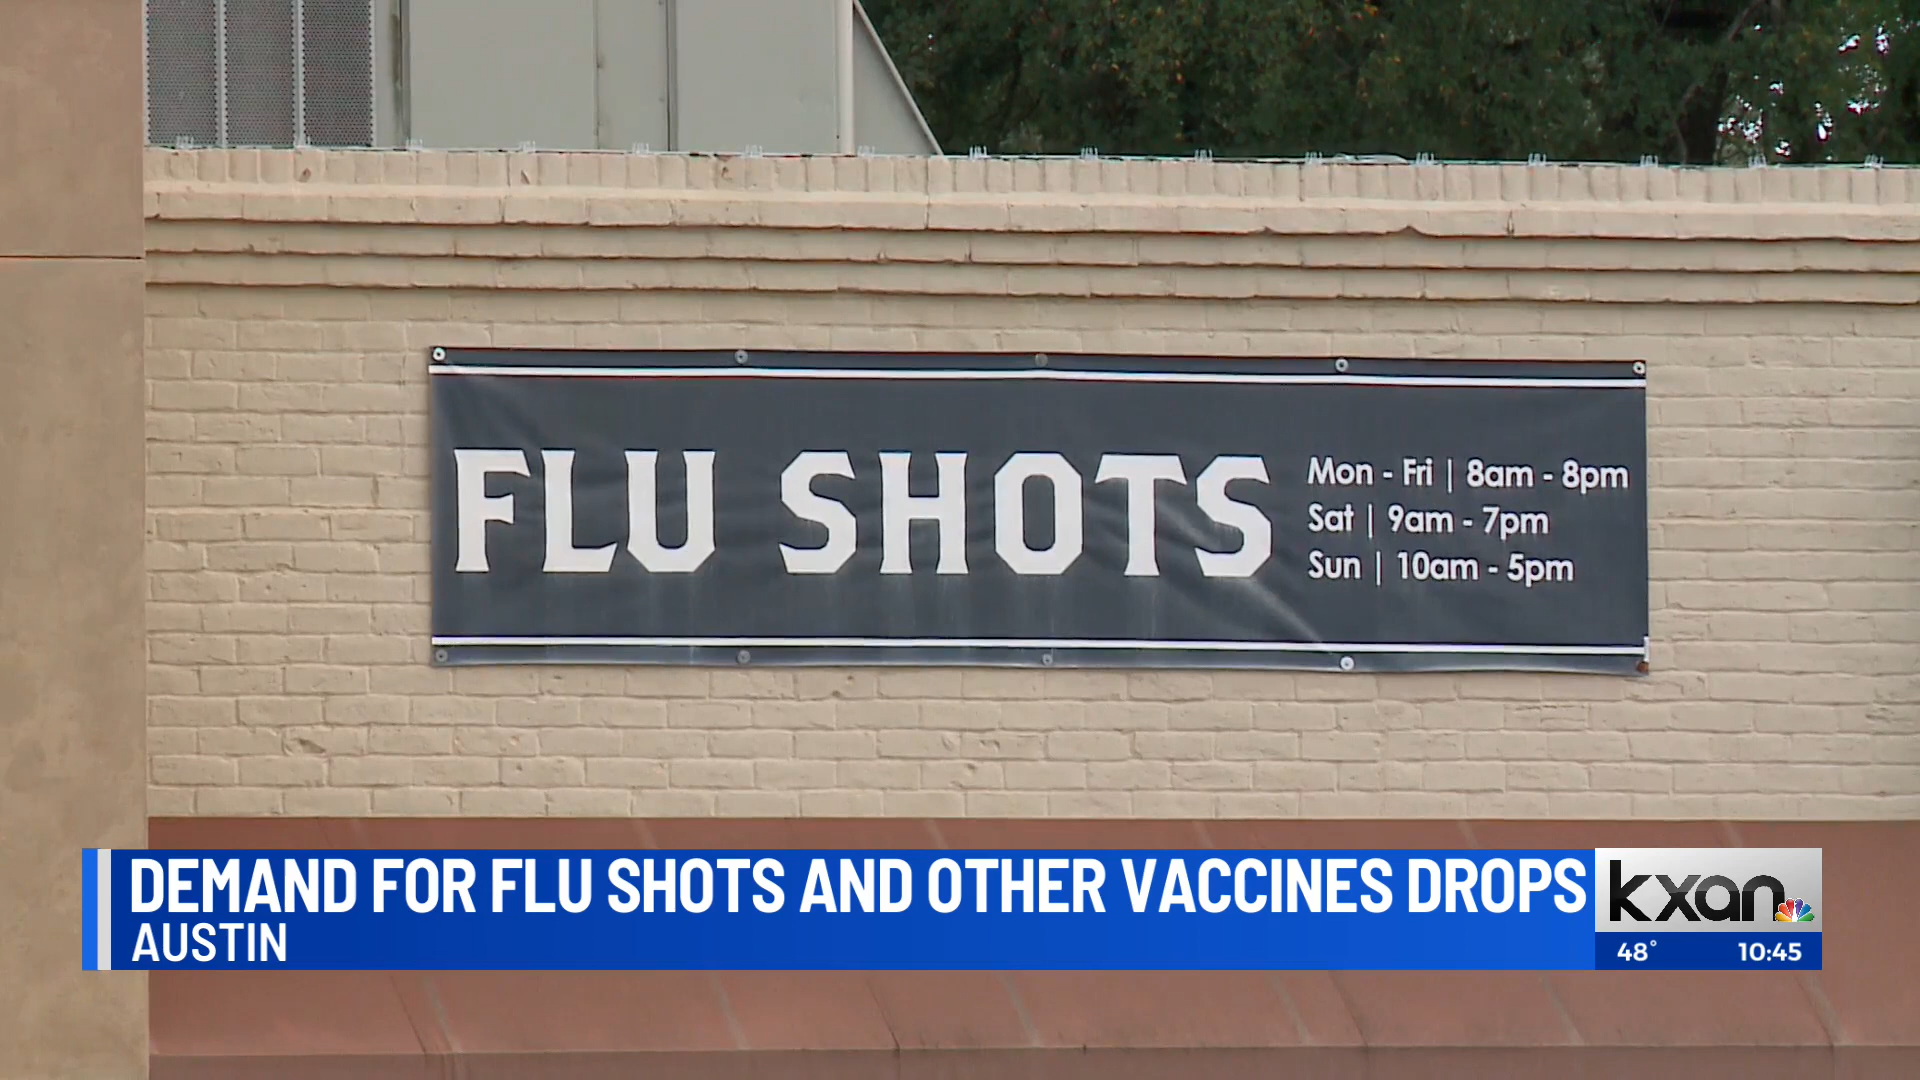 FLU SHOTS
Mon - Fri | 8am - 8pm
Sat | 9am - 7pm
Sun | 10am - 5pm
DEMAND FOR FLU SHOTS AND OTHER VACCINES DROPS
AUSTIN
kxan
48° 10:45